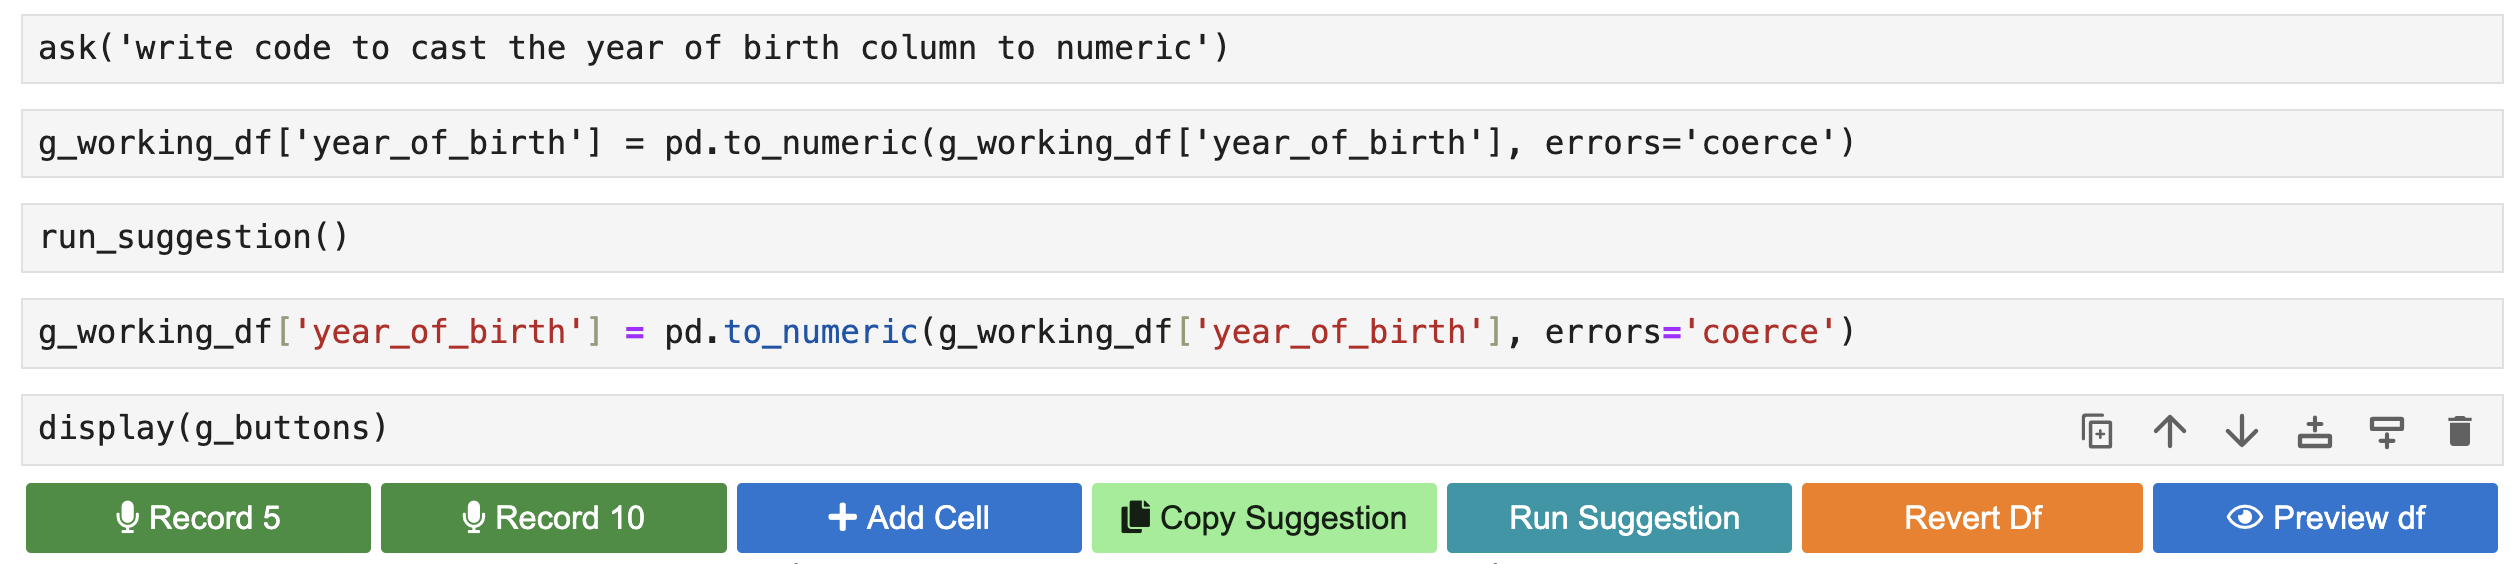 ask('write code to cast the year of birth column to numeric')
g_working_df['year_of_birth'] = pd.to_numeric(g_working_df['year_of_birth'], errors='coerce')
run_suggestion()
g_working_df['year_of_birth'] = pd.to_numeric(g_working_df['year_of_birth'], errors='coerce')
display(g_buttons)
Record 5 Record 10 Add Cell Copy Suggestion Run Suggestion Revert Df Preview df